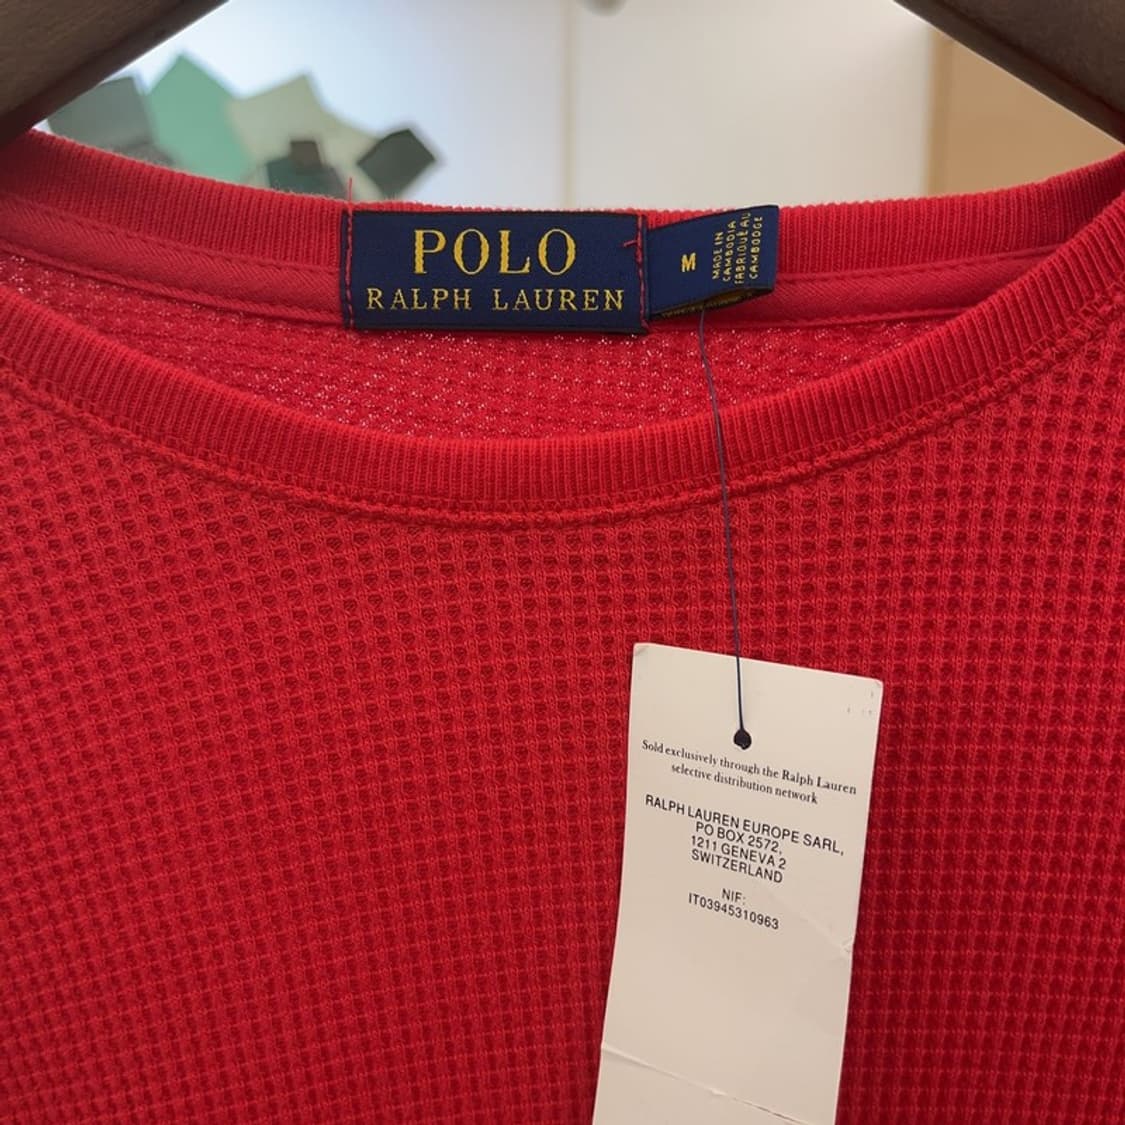 POLO
RALPH LAUREN
M
MADE IN
CAMBODIA
FABRIQUÉ AU
CAMBODGE
Sold exclusively through the Ralph Lauren
selective distribution network
RALPH LAUREN EUROPE SARL,
PO BOX 2572,
1211 GENEVA 2
SWITZERLAND
NIF:
IT03945310963